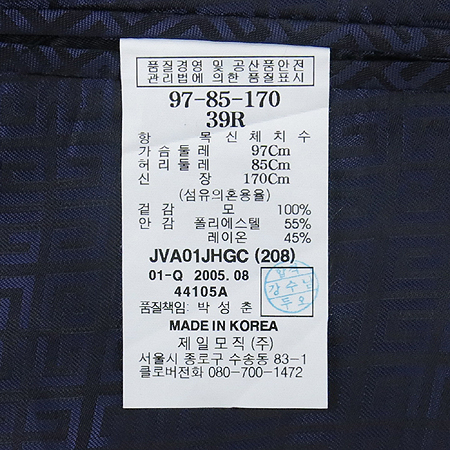 품질경영 및 공산품안전
관리법에 의한 품질표시
97-85-170
39R
항 목 신체치수
가슴둘레 97Cm
허리둘레 85Cm
신 장 170Cm
(섬유의혼용율)
겉감 모 100%
안감 폴리에스텔 55%
레이온 45%
JVA01JHGC (208)
01-Q 2005. 08
44105A
강수남
두오
품질책임: 박성춘
MADE IN KOREA
제일모직(주)
서울시 종로구 수송동 83-1
클로버전화 080-700-1472